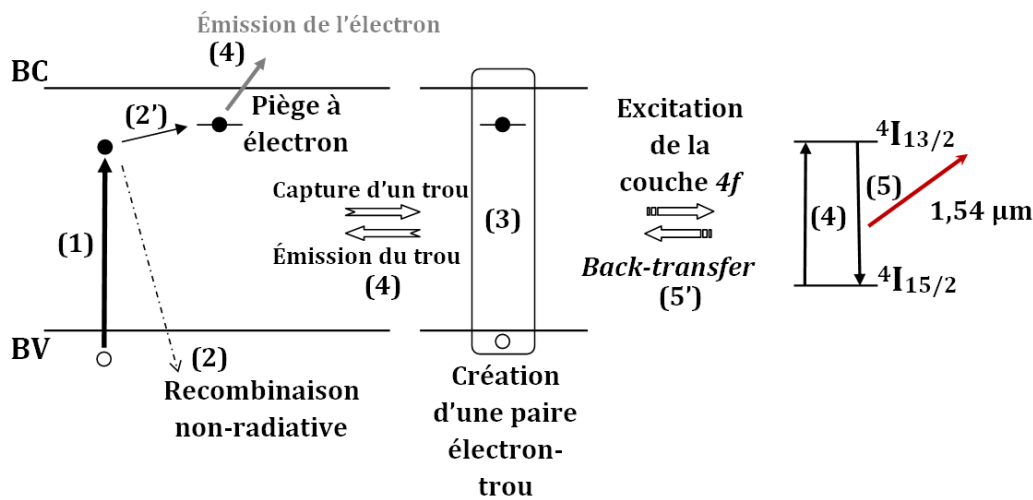 Émission de l'électron
(4)
BC
(2')
Piège à
électron
(1)
BV
(2)
Recombinaison
non-radiative
Capture d'un trou
Émission du trou
(4)
(3)
Création
d'une paire
électron-
trou
Excitation
de la
couche 4f
Back-transfer
(5')
⁴I₁₃/₂
(4)
(5)
1,54 µm
⁴I₁₅/₂